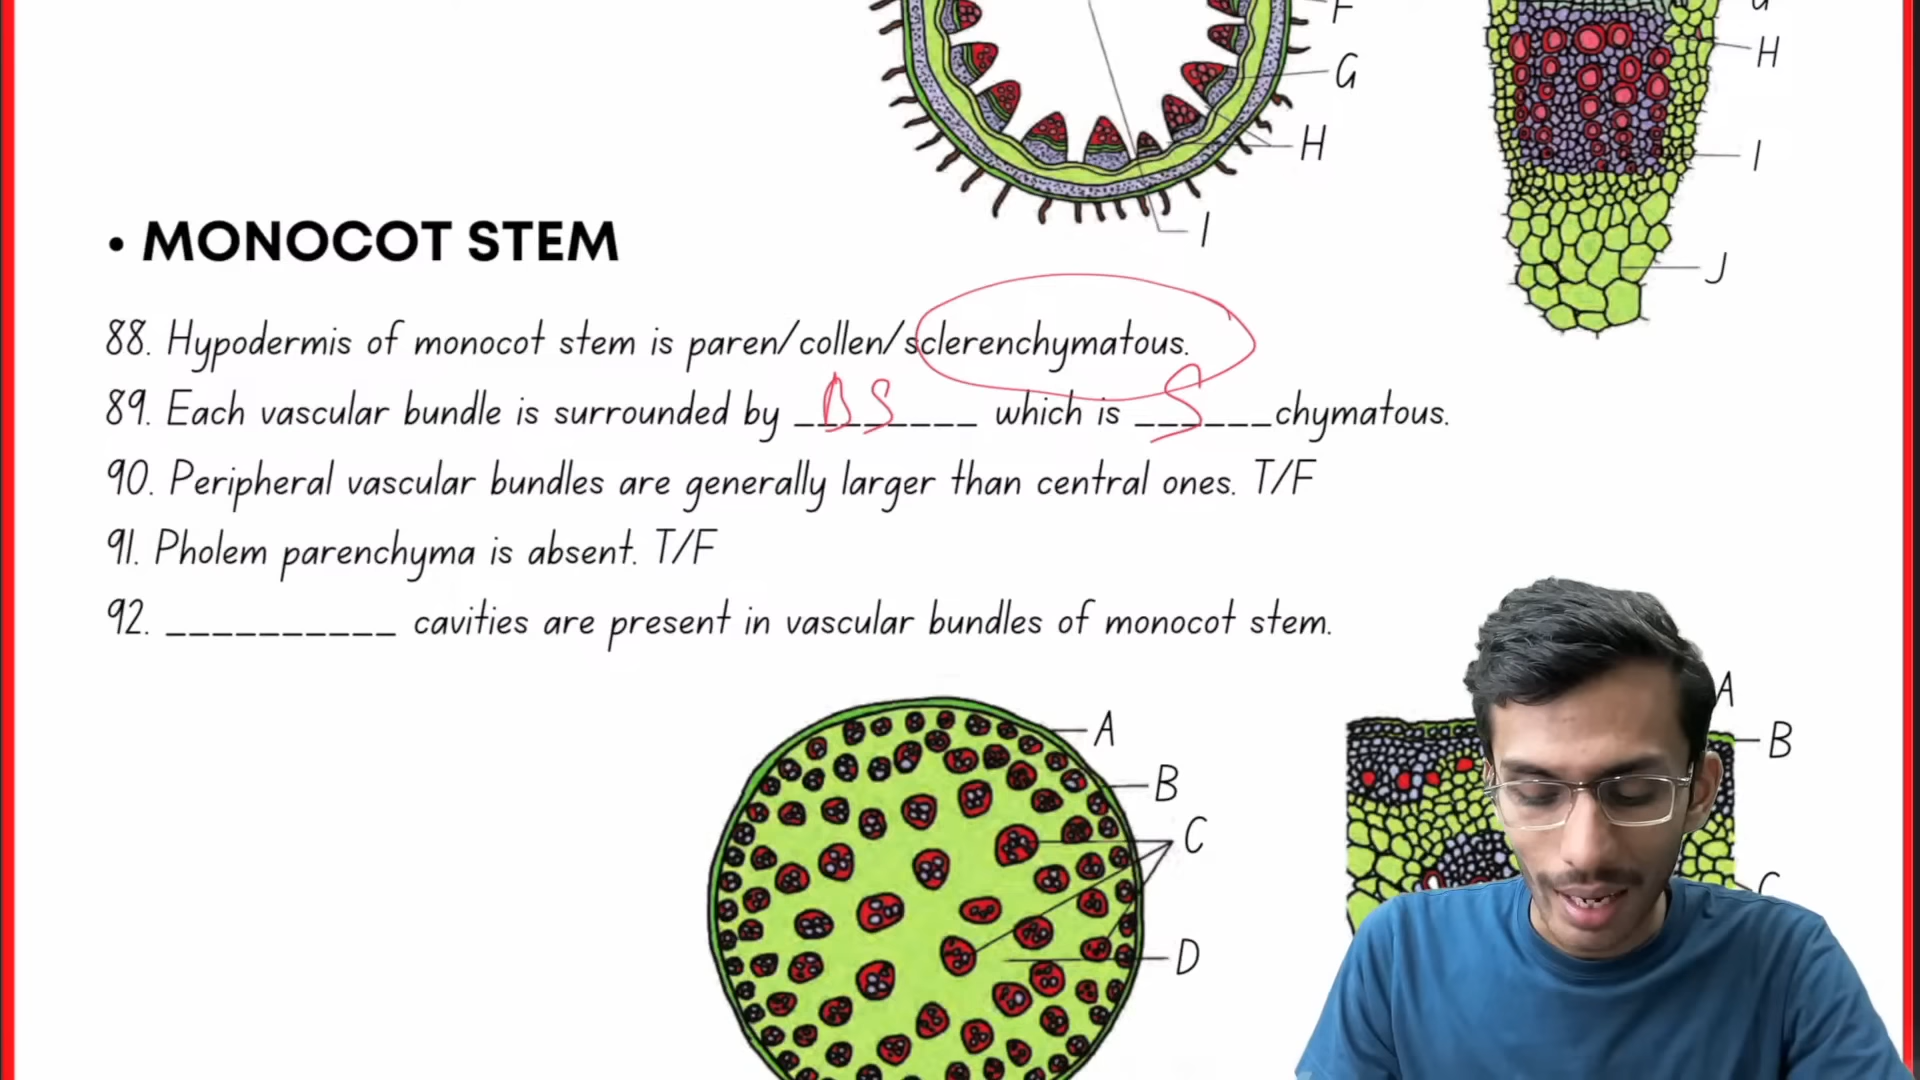 F
G
H
I
G
H
I
J
• MONOCOT STEM
88. Hypodermis of monocot stem is paren/collen/sclerenchymatous.
89. Each vascular bundle is surrounded by _BS_______ which is __S____chymatous.
90. Peripheral vascular bundles are generally larger than central ones. T/F
91. Pholem parenchyma is absent. T/F
92. __________ cavities are present in vascular bundles of monocot stem.
A
B
C
D
A
B
C